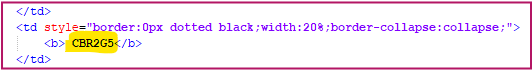 </td>
<td style="border:0px dotted black;width:20%;border-collapse:collapse;">
<b> CBR2G5</b>
</td>